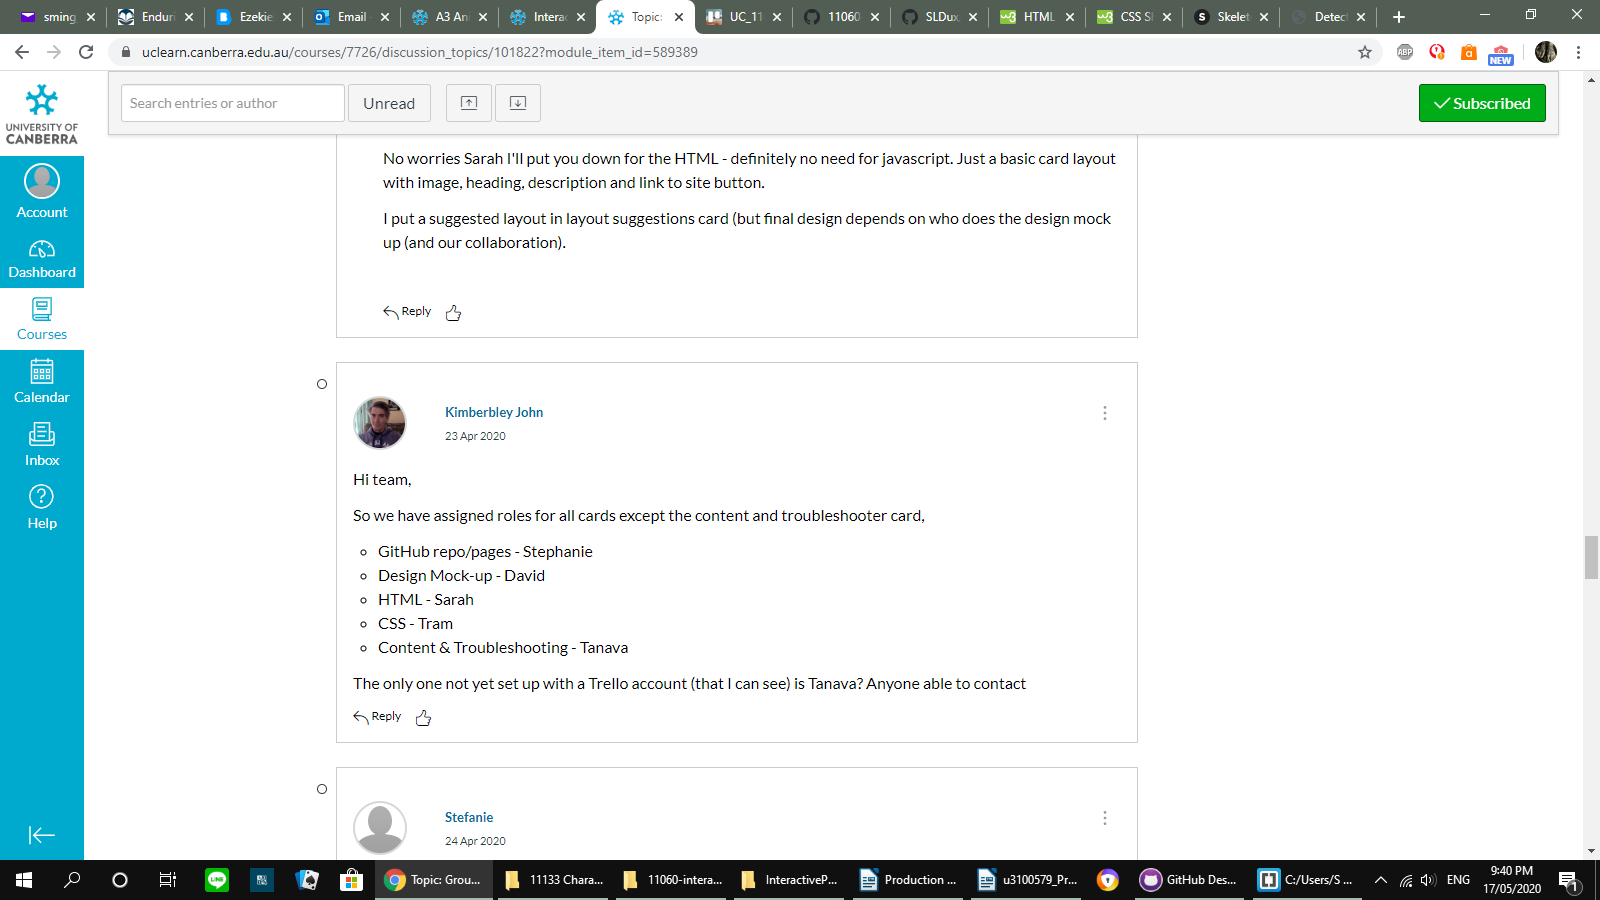 sming
Enduri
Ezekie
Email
A3 An
Interac
Topic:
UC_11
11060
SLDux
HTML
CSS S
Skelet
Detec
uclearn.canberra.edu.au/courses/7726/discussion_topics/101822?module_item_id=589389
ABP
NEW
UNIVERSITY OF
CANBERRA
Account
Dashboard
Courses
Calendar
Inbox
Help
Search entries or author
Unread
Subscribed
No worries Sarah I'll put you down for the HTML - definitely no need for javascript. Just a basic card layout
with image, heading, description and link to site button.
I put a suggested layout in layout suggestions card (but final design depends on who does the design mock
up (and our collaboration).
Reply
Kimberbley John
23 Apr 2020
Hi team,
So we have assigned roles for all cards except the content and troubleshooter card,
GitHub repo/pages - Stephanie
Design Mock-up - David
HTML - Sarah
CSS - Tram
Content & Troubleshooting - Tanava
The only one not yet set up with a Trello account (that I can see) is Tanava? Anyone able to contact
Reply
Stefanie
24 Apr 2020
LINE
Topic: Grou...
11133 Chara...
11060-intera...
InteractiveP...
Production ...
u3100579_Pr...
GitHub Des...
C:/Users/S ...
ENG
9:40 PM
17/05/2020
1